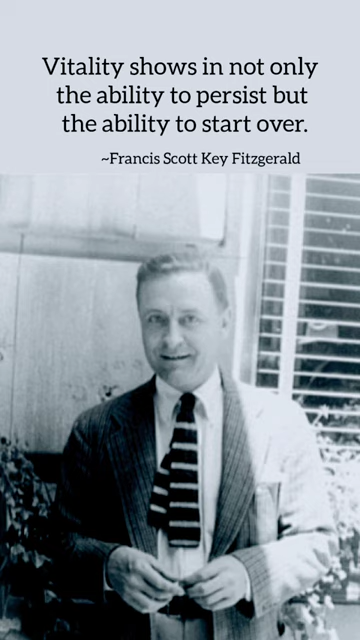 Vitality shows in not only
the ability to persist but
the ability to start over.
~Francis Scott Key Fitzgerald